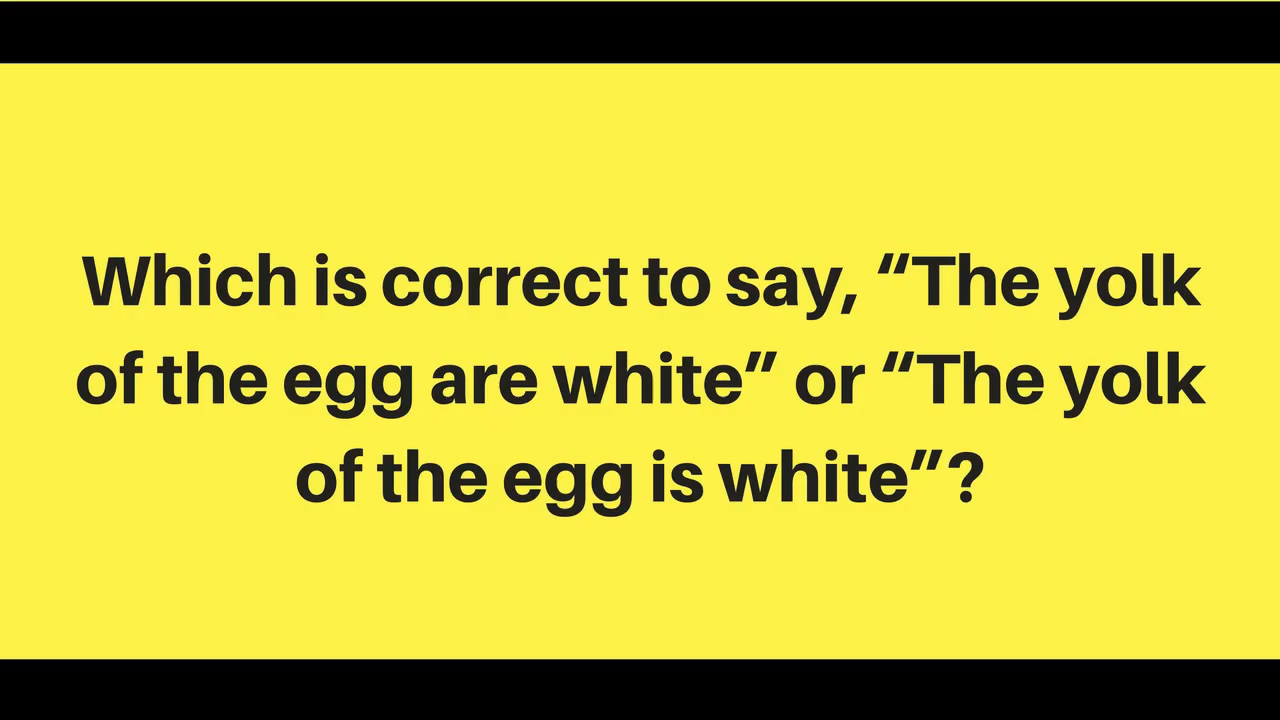 Which is correct to say, “The yolk
of the egg are white” or “The yolk
of the egg is white”?